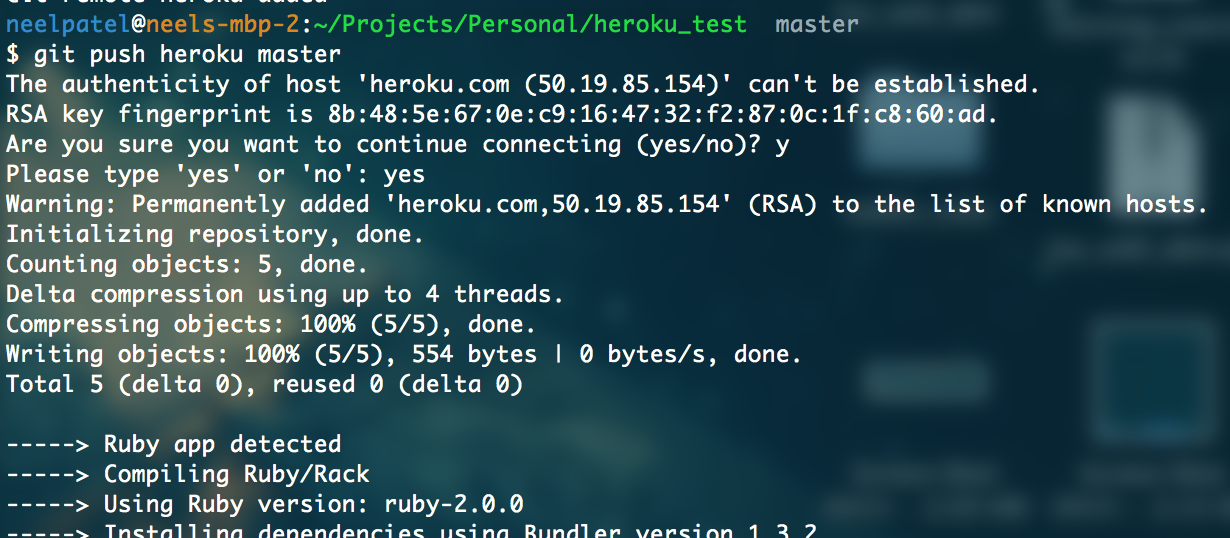 Git remote heroku added
neelpatel@neels-mbp-2:~/Projects/Personal/heroku_test master
$ git push heroku master
The authenticity of host 'heroku.com (50.19.85.154)' can't be established.
RSA key fingerprint is 8b:48:5e:67:0e:c9:16:47:32:f2:87:0c:1f:c8:60:ad.
Are you sure you want to continue connecting (yes/no)? y
Please type 'yes' or 'no': yes
Warning: Permanently added 'heroku.com,50.19.85.154' (RSA) to the list of known hosts.
Initializing repository, done.
Counting objects: 5, done.
Delta compression using up to 4 threads.
Compressing objects: 100% (5/5), done.
Writing objects: 100% (5/5), 554 bytes | 0 bytes/s, done.
Total 5 (delta 0), reused 0 (delta 0)
-----> Ruby app detected
-----> Compiling Ruby/Rack
-----> Using Ruby version: ruby-2.0.0
-----> Installing dependencies using Bundler version 1.3.2